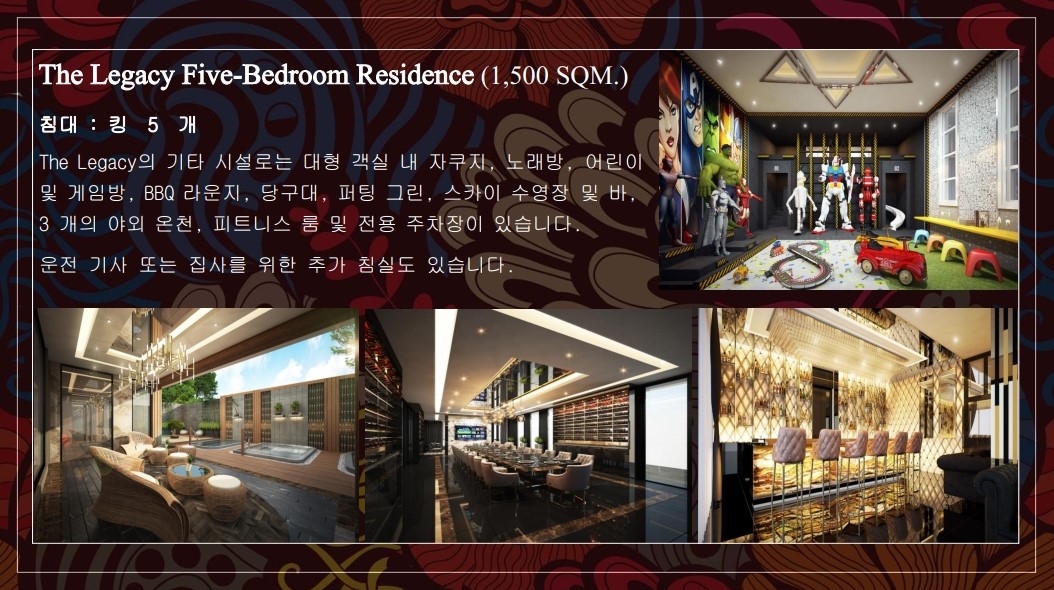 The Legacy Five-Bedroom Residence (1,500 SQM.)
침대 : 킹 5 개
The Legacy의 기타 시설로는 대형 객실 내 자쿠지, 노래방, 어린이
및 게임방, BBQ 라운지, 당구대, 퍼팅 그린, 스카이 수영장 및 바,
3 개의 야외 온천, 피트니스 룸 및 전용 주차장이 있습니다.
운전 기사 또는 집사를 위한 추가 침실도 있습니다.